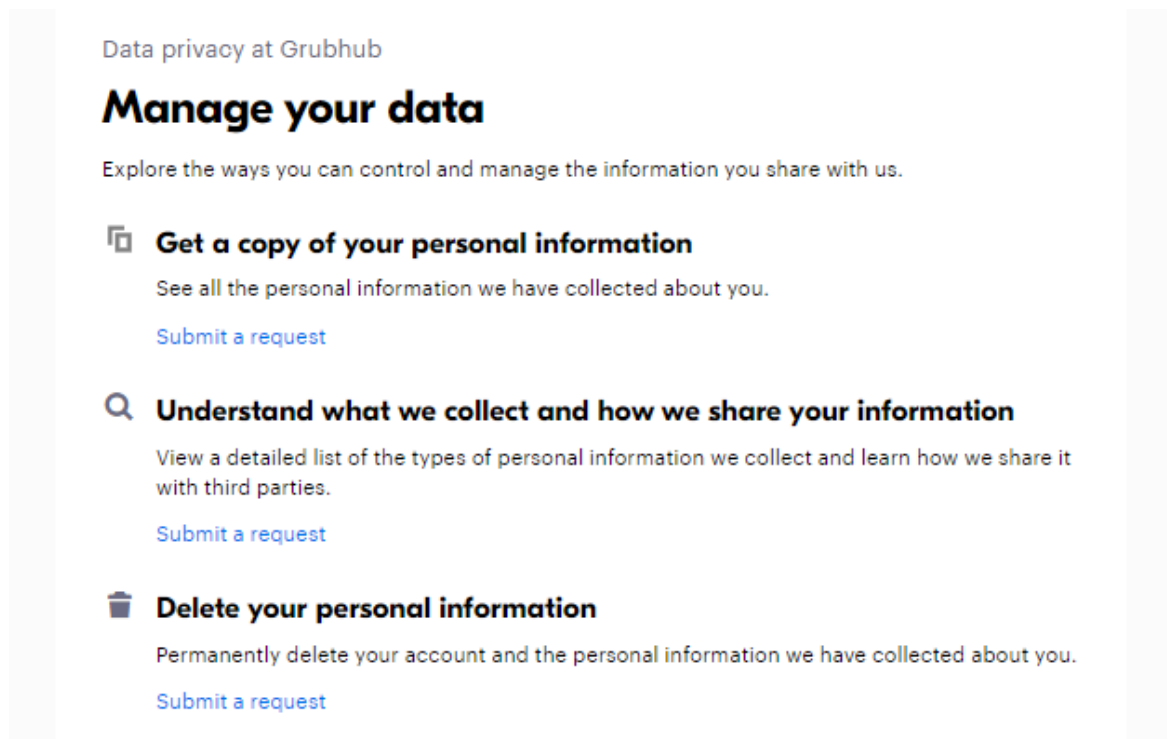 Data privacy at Grubhub
Manage your data
Explore the ways you can control and manage the information you share with us.
Get a copy of your personal information
See all the personal information we have collected about you.
Submit a request
Understand what we collect and how we share your information
View a detailed list of the types of personal information we collect and learn how we share it
with third parties.
Submit a request
Delete your personal information
Permanently delete your account and the personal information we have collected about you.
Submit a request